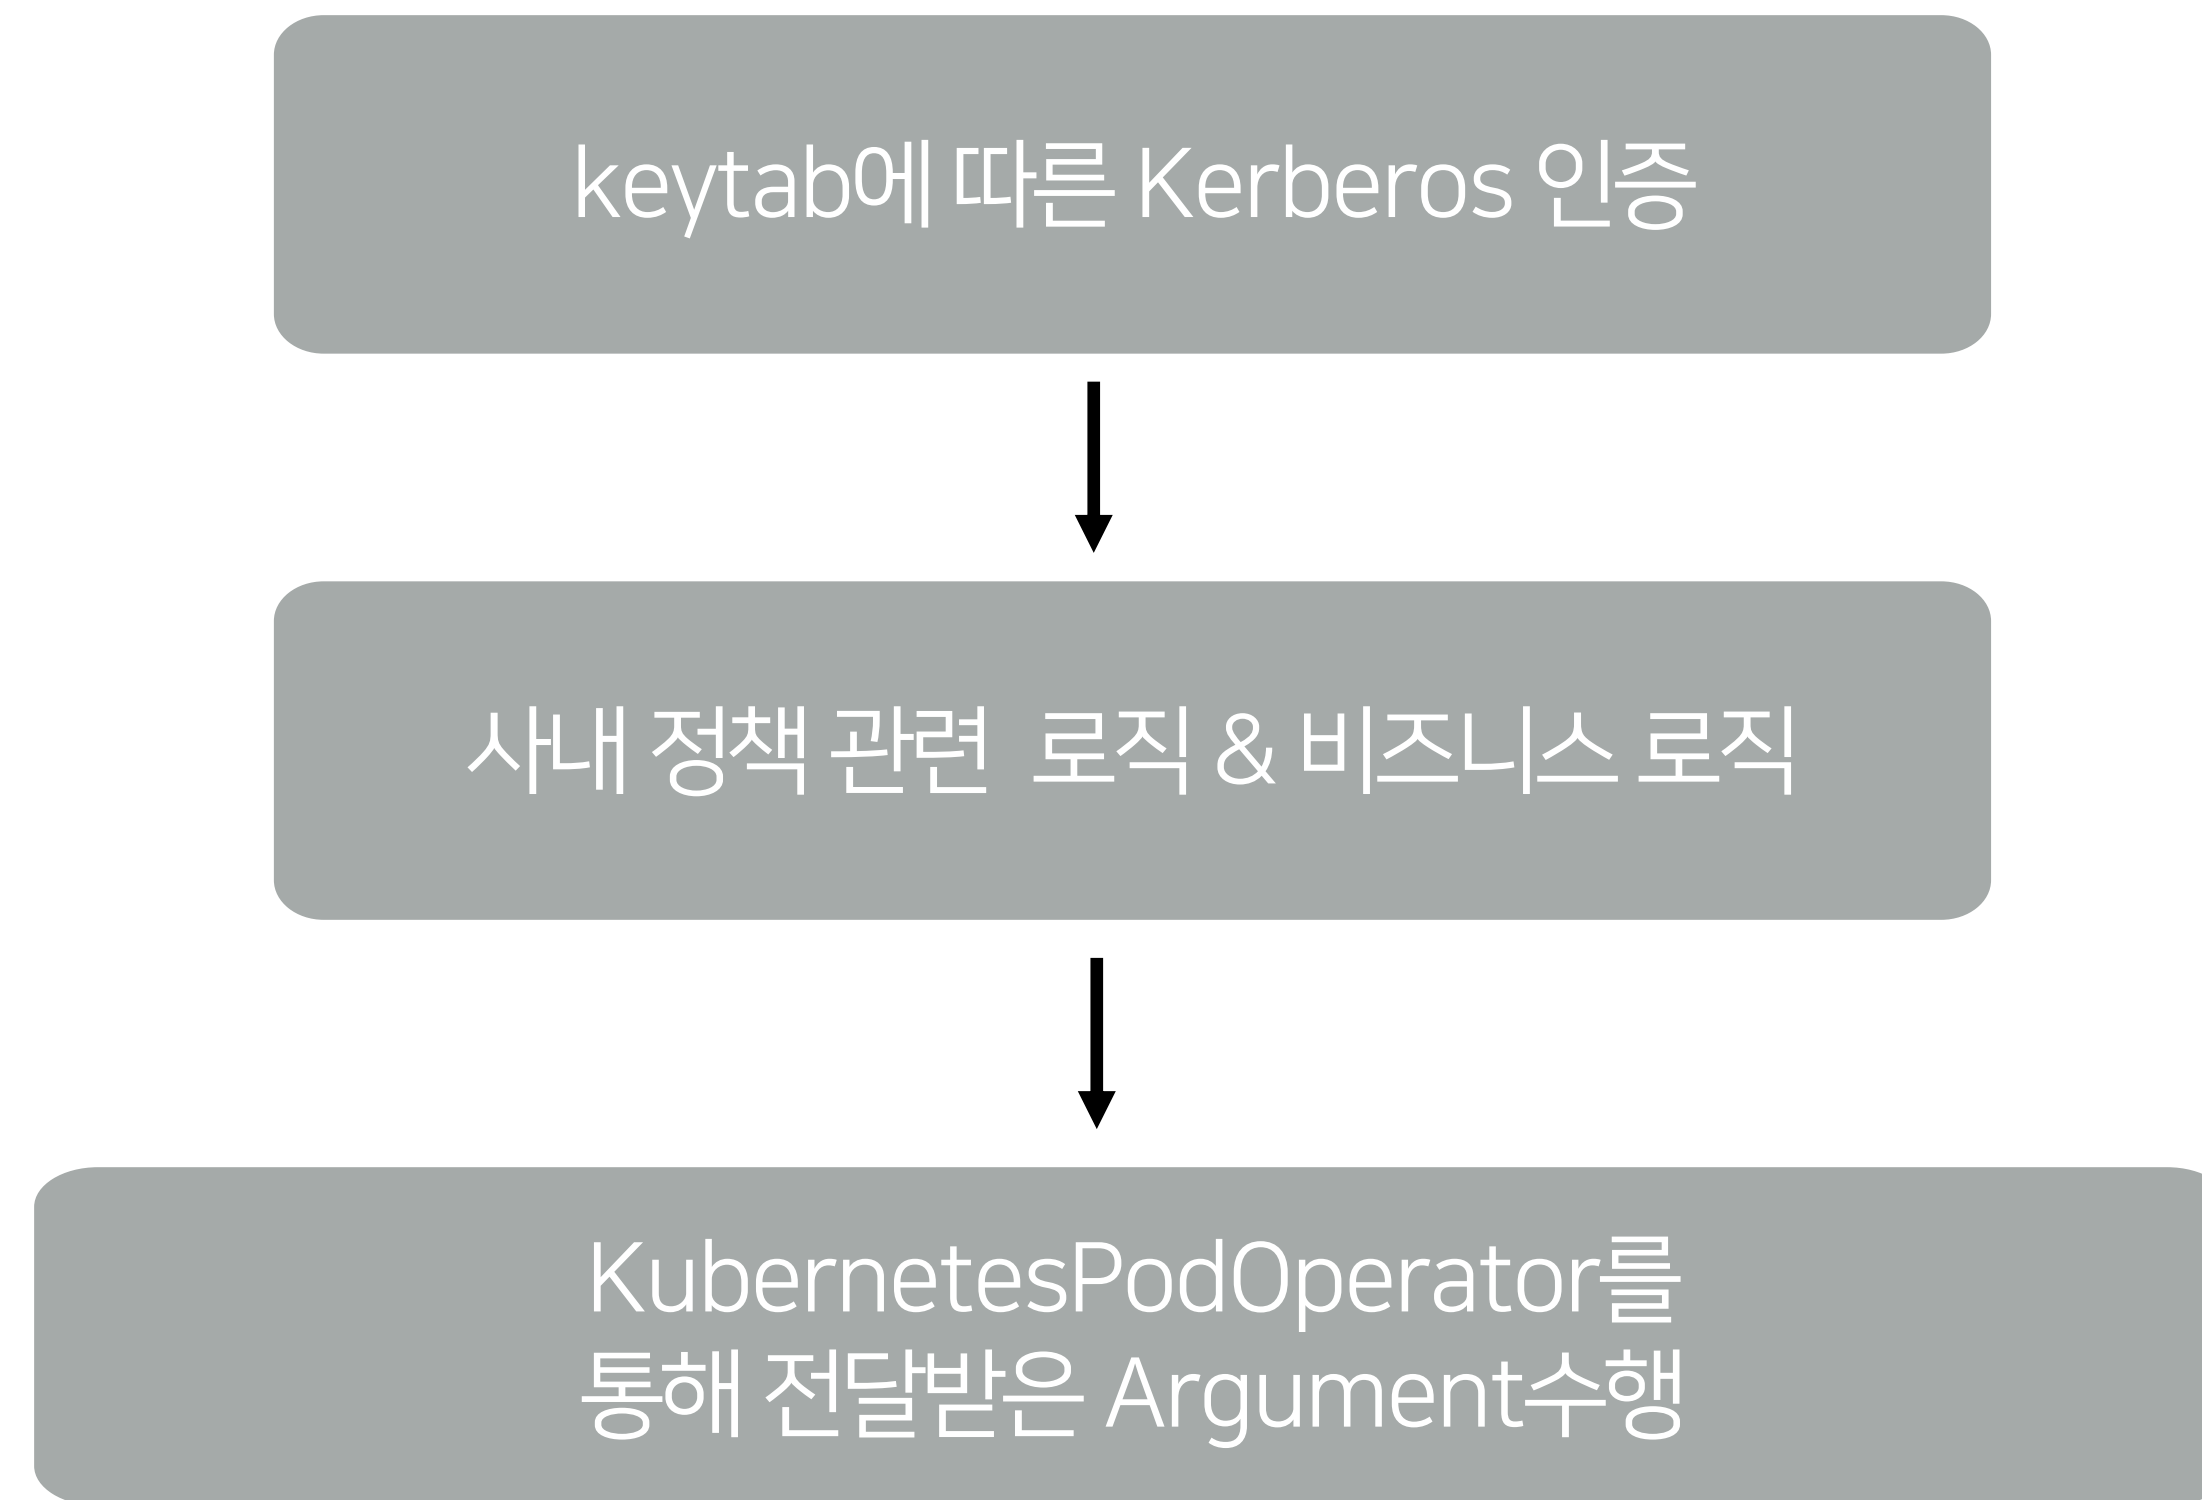 keytab에 따른 Kerberos 인증
사내 정책 관련 로직 & 비즈니스 로직
KubernetesPodOperator를
통해 전달받은 Argument수행